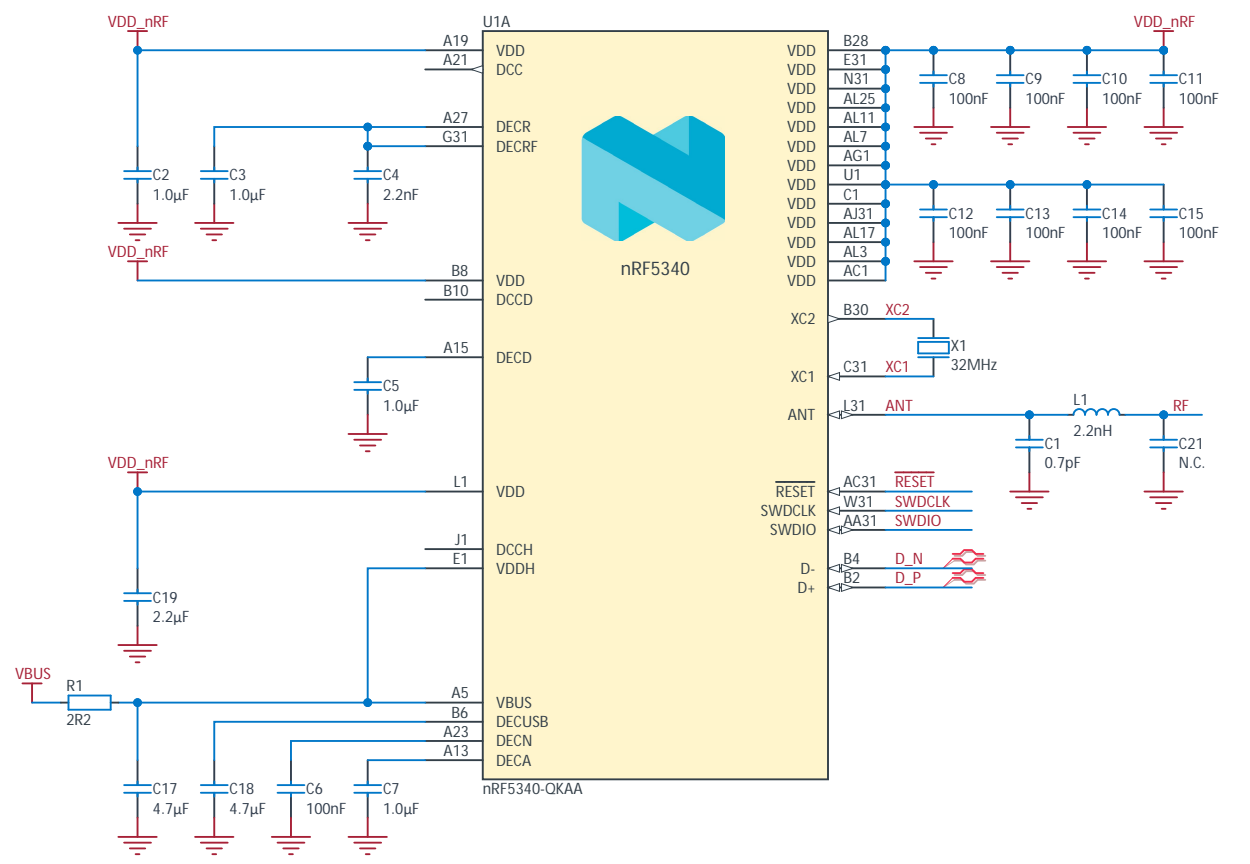 U1A
VDD_nRF
A19
VDD
A21
DCC
A27
DECR
G31
DECRF
C2
1.0µF
C3
1.0µF
C4
2.2nF
VDD_nRF
B8
VDD
B10
DCCD
A15
DECD
C5
1.0µF
VDD_nRF
L1
VDD
J1
DCCH
E1
VDDH
C19
2.2µF
VBUS
R1
2R2
A5
VBUS
B6
DECUSB
A23
DECN
A13
DECA
C17
4.7µF
C18
4.7µF
C6
100nF
C7
1.0µF
nRF5340
nRF5340-QKAA
VDD_nRF
VDD B28
VDD E31
VDD N31
VDD AL25
VDD AL11
VDD AL7
VDD AG1
VDD U1
VDD C1
VDD AJ31
VDD AL17
VDD AL3
VDD AC1
C8
100nF
C9
100nF
C10
100nF
C11
100nF
C12
100nF
C13
100nF
C14
100nF
C15
100nF
XC2 B30 XC2
X1
32MHz
XC1 C31 XC1
ANT L31 ANT
L1
2.2nH
RF
C1
0.7pF
C21
N.C.
RESET AC31 RESET
SWDCLK W31 SWDCLK
SWDIO AA31 SWDIO
D- B4 D_N
D+ B2 D_P